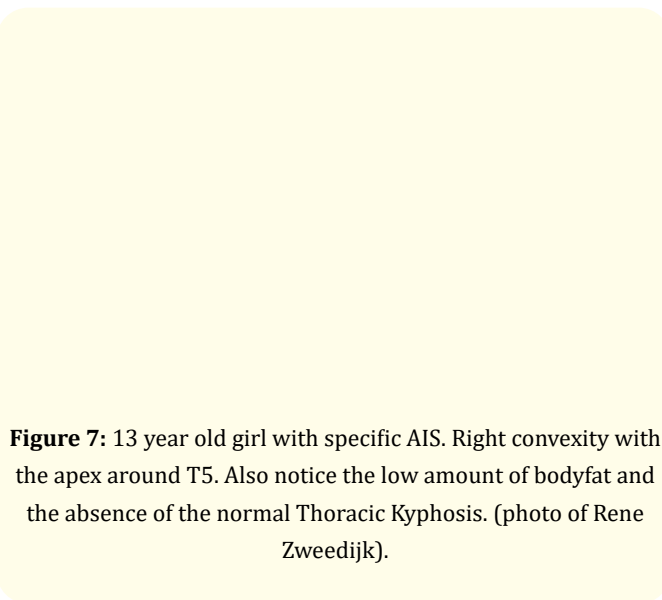 Figure 7: 13 year old girl with specific AIS. Right convexity with
the apex around T5. Also notice the low amount of bodyfat and
the absence of the normal Thoracic Kyphosis. (photo of Rene
Zweedijk).